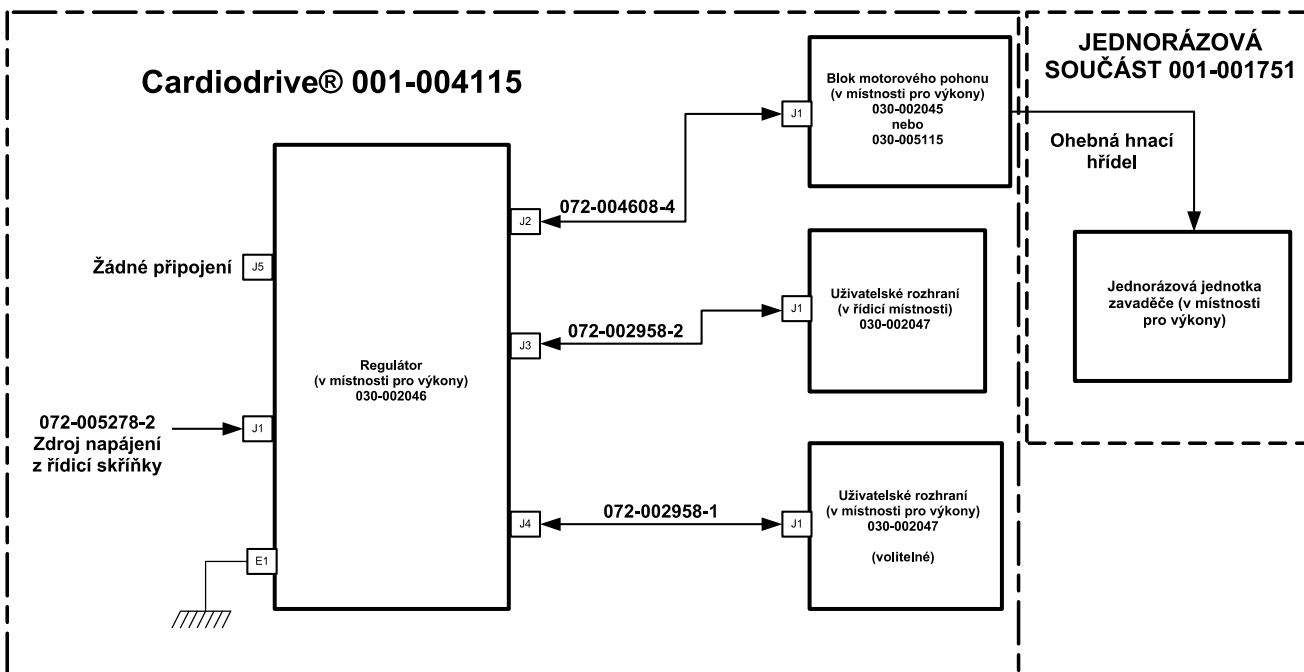 Cardiodrive® 001-004115
JEDNORÁZOVÁ
SOUČÁST 001-001751
Blok motorového pohonu
(v místnosti pro výkony)
030-002045
nebo
030-005115
J1
Ohebná hnací
hřídel
072-004608-4
J2
Žádné připojení
J5
Uživatelské rozhraní
(v řídicí místnosti)
030-002047
J1
Jednorázová jednotka
zavaděče (v místnosti
pro výkony)
072-002958-2
J3
Regulátor
(v místnosti pro výkony)
030-002046
072-005278-2
Zdroj napájení
z řídicí skříňky
J1
Uživatelské rozhraní
(v místnosti pro výkony)
030-002047
(volitelné)
J1
072-002958-1
J4
E1